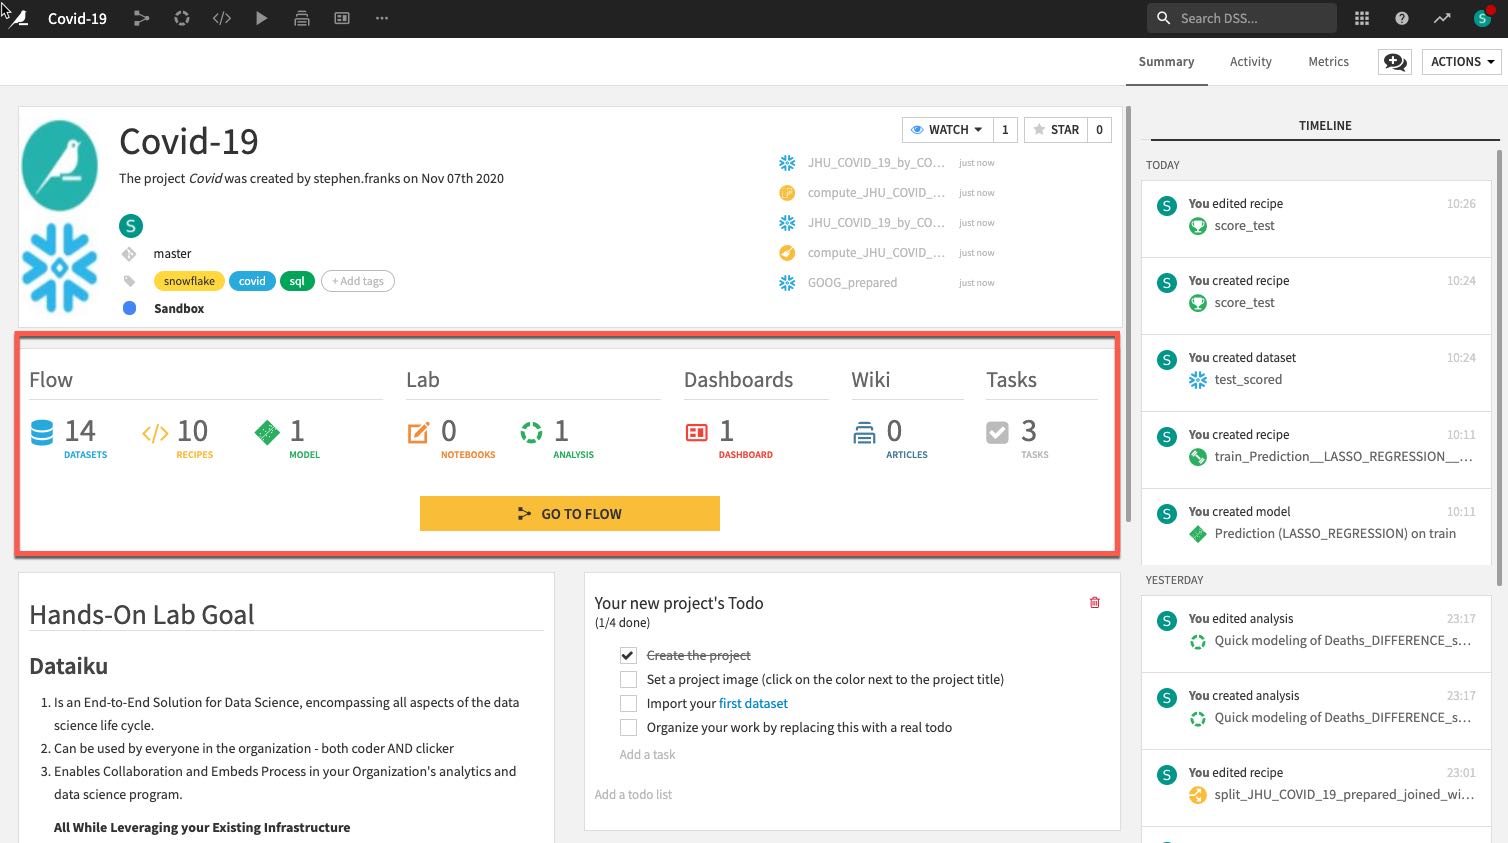 Covid-19
Search DSS...
S
Summary
Activity
Metrics
ACTIONS
Covid-19
The project Covid was created by stephen.franks on Nov 07th 2020
S
master
snowflake
covid
sql
+ Add tags
Sandbox
WATCH
1
STAR
0
JHU_COVID_19_by_CO... just now
compute_JHU_COVID_... just now
JHU_COVID_19_by_CO... just now
compute_JHU_COVID_... just now
GOOG_prepared just now
Flow
14
DATASETS
10
RECIPES
1
MODEL
Lab
0
NOTEBOOKS
1
ANALYSIS
Dashboards
1
DASHBOARD
Wiki
0
ARTICLES
Tasks
3
TASKS
GO TO FLOW
Hands-On Lab Goal
Dataiku
1. Is an End-to-End Solution for Data Science, encompassing all aspects of the data
science life cycle.
2. Can be used by everyone in the organization - both coder AND clicker
3. Enables Collaboration and Embeds Process in your Organization's analytics and
data science program.
All While Leveraging your Existing Infrastructure
Your new project's Todo
(1/4 done)
Create the project
Set a project image (click on the color next to the project title)
Import your first dataset
Organize your work by replacing this with a real todo
Add a task
Add a todo list
TIMELINE
TODAY
S
You edited recipe 10:26
score_test
S
You created recipe 10:24
score_test
S
You created dataset 10:24
test_scored
S
You created recipe 10:11
train_Prediction__LASSO_REGRESSION__...
S
You created model 10:11
Prediction (LASSO_REGRESSION) on train
YESTERDAY
S
You edited analysis 23:17
Quick modeling of Deaths_DIFFERENCE_s...
S
You created analysis 23:17
Quick modeling of Deaths_DIFFERENCE_s...
S
You edited recipe 23:01
split_JHU_COVID_19_prepared_joined_wi...